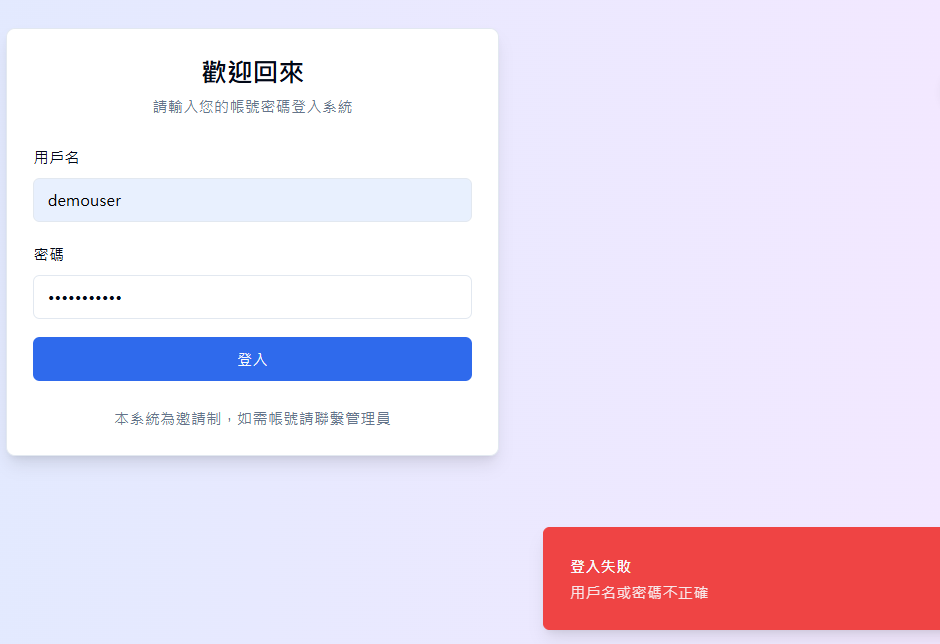 歡迎回來
請輸入您的帳號密碼登入系統
用戶名
demouser
密碼
•••••••••••
登入
本系統為邀請制，如需帳號請聯繫管理員
登入失敗
用戶名或密碼不正確